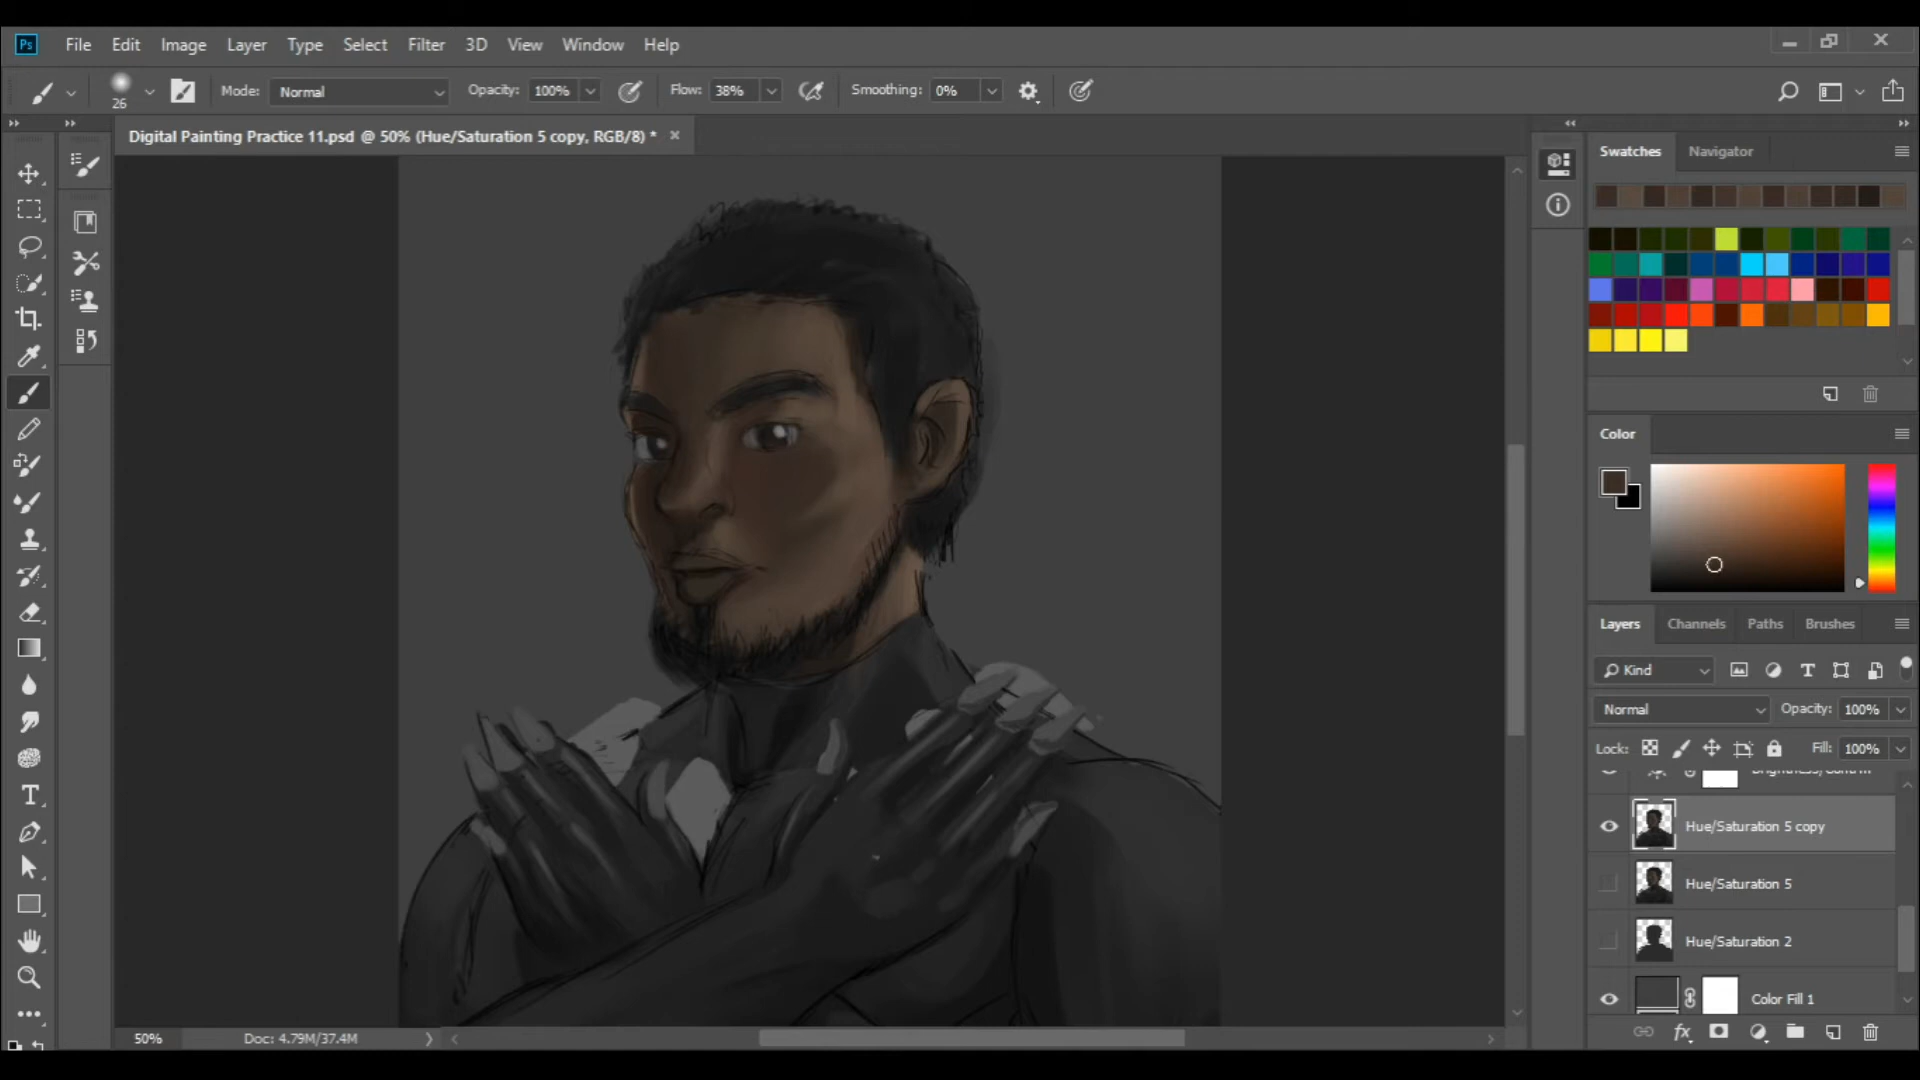 Ps File Edit Image Layer Type Select Filter 3D View Window Help
26 Mode: Normal Opacity: 100% Flow: 38% Smoothing: 0%
Digital Painting Practice 11.psd @ 50% (Hue/Saturation 5 copy, RGB/8) *
Swatches Navigator
Color
Layers Channels Paths Brushes
Kind
Normal Opacity: 100%
Lock: Fill: 100%
Hue/Saturation 5 copy
Hue/Saturation 5
Hue/Saturation 2
Color Fill 1
50% Doc: 4.79M/37.4M